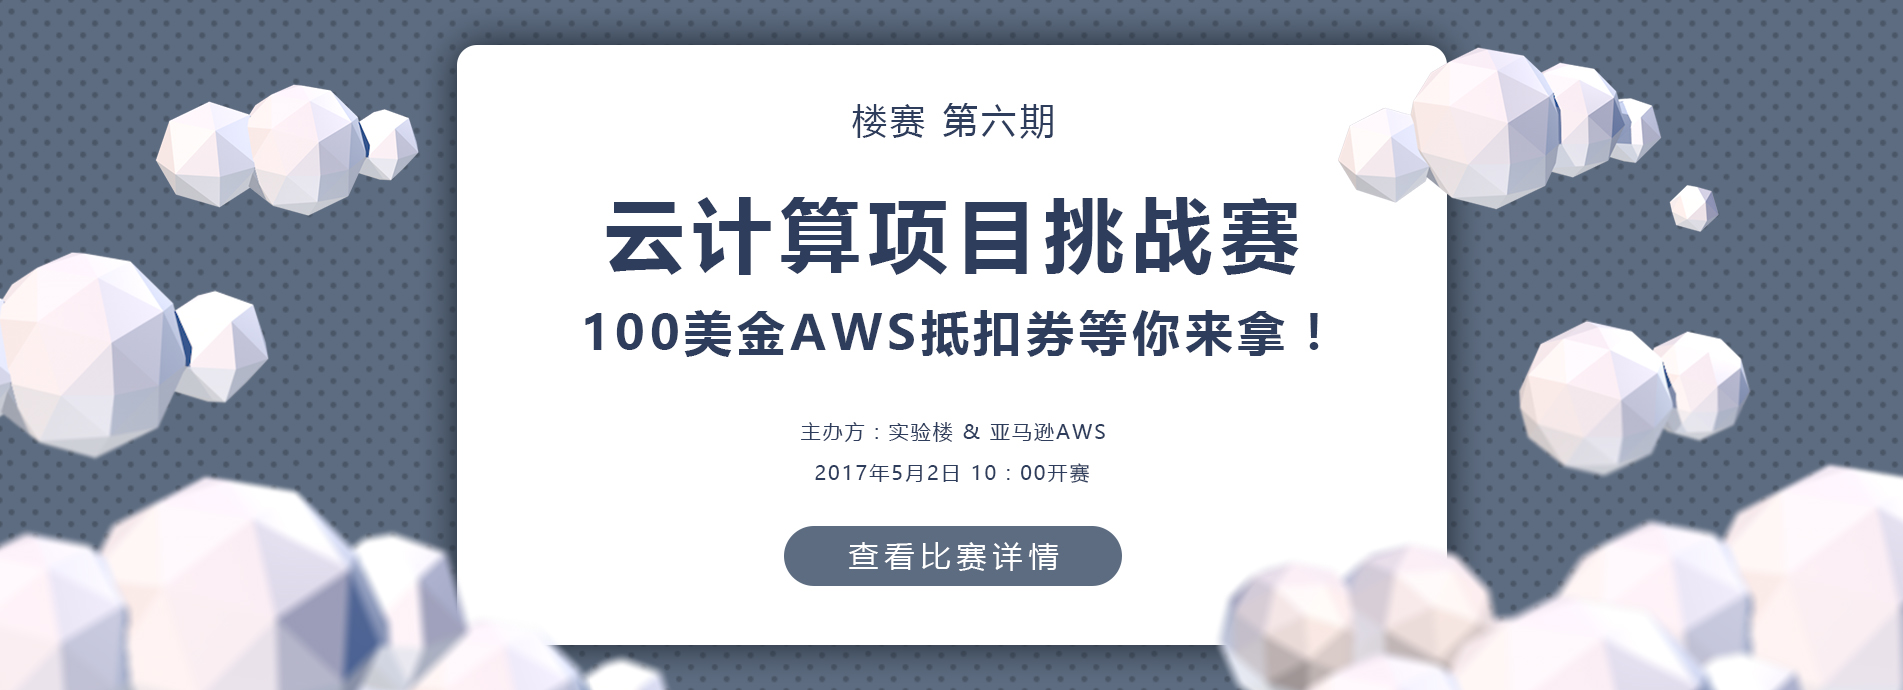 楼赛 第六期
云计算项目挑战赛
100美金AWS抵扣券等你来拿！
主办方：实验楼 & 亚马逊AWS
2017年5月2日 10：00开赛
查看比赛详情